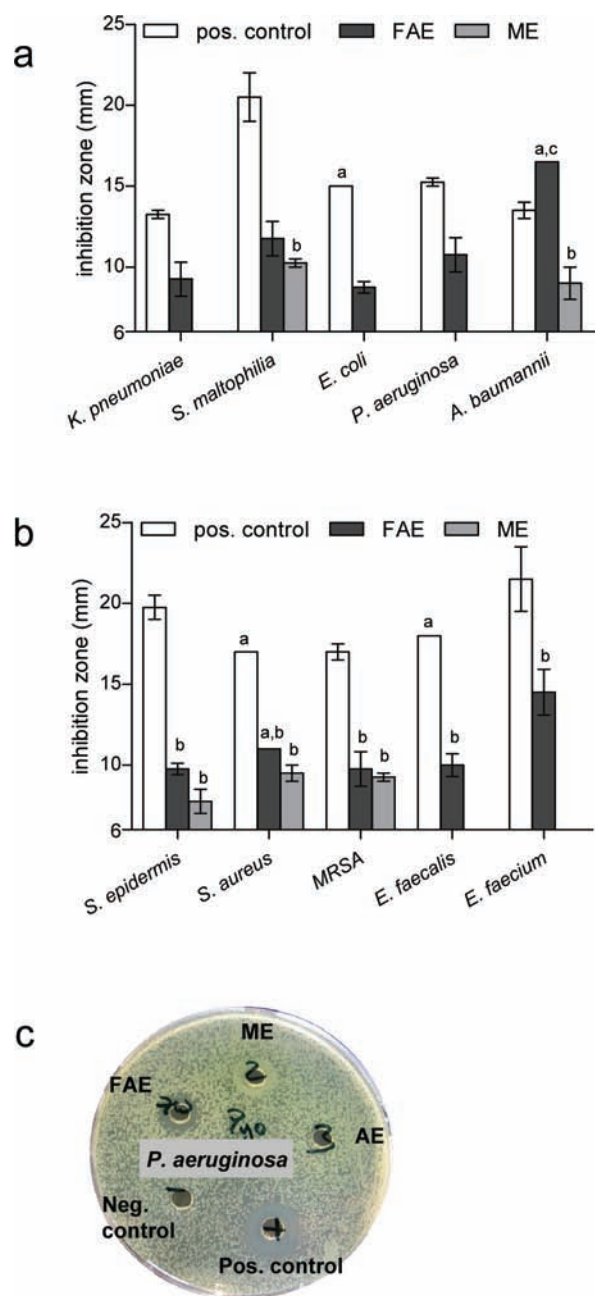 a
pos. control FAE ME
inhibition zone (mm)
25
20
15
10
6
a
a,c
b
b
K. pneumoniae
S. maltophilia
E. coli
P. aeruginosa
A. baumannii
b
pos. control FAE ME
inhibition zone (mm)
25
20
15
10
6
b
b
a
a,b
b
b
b
a
b
b
S. epidermis
S. aureus
MRSA
E. faecalis
E. faecium
c
ME
2
FAE
70
Pyo
AE
3
P. aeruginosa
Neg.
control
1
4
Pos. control